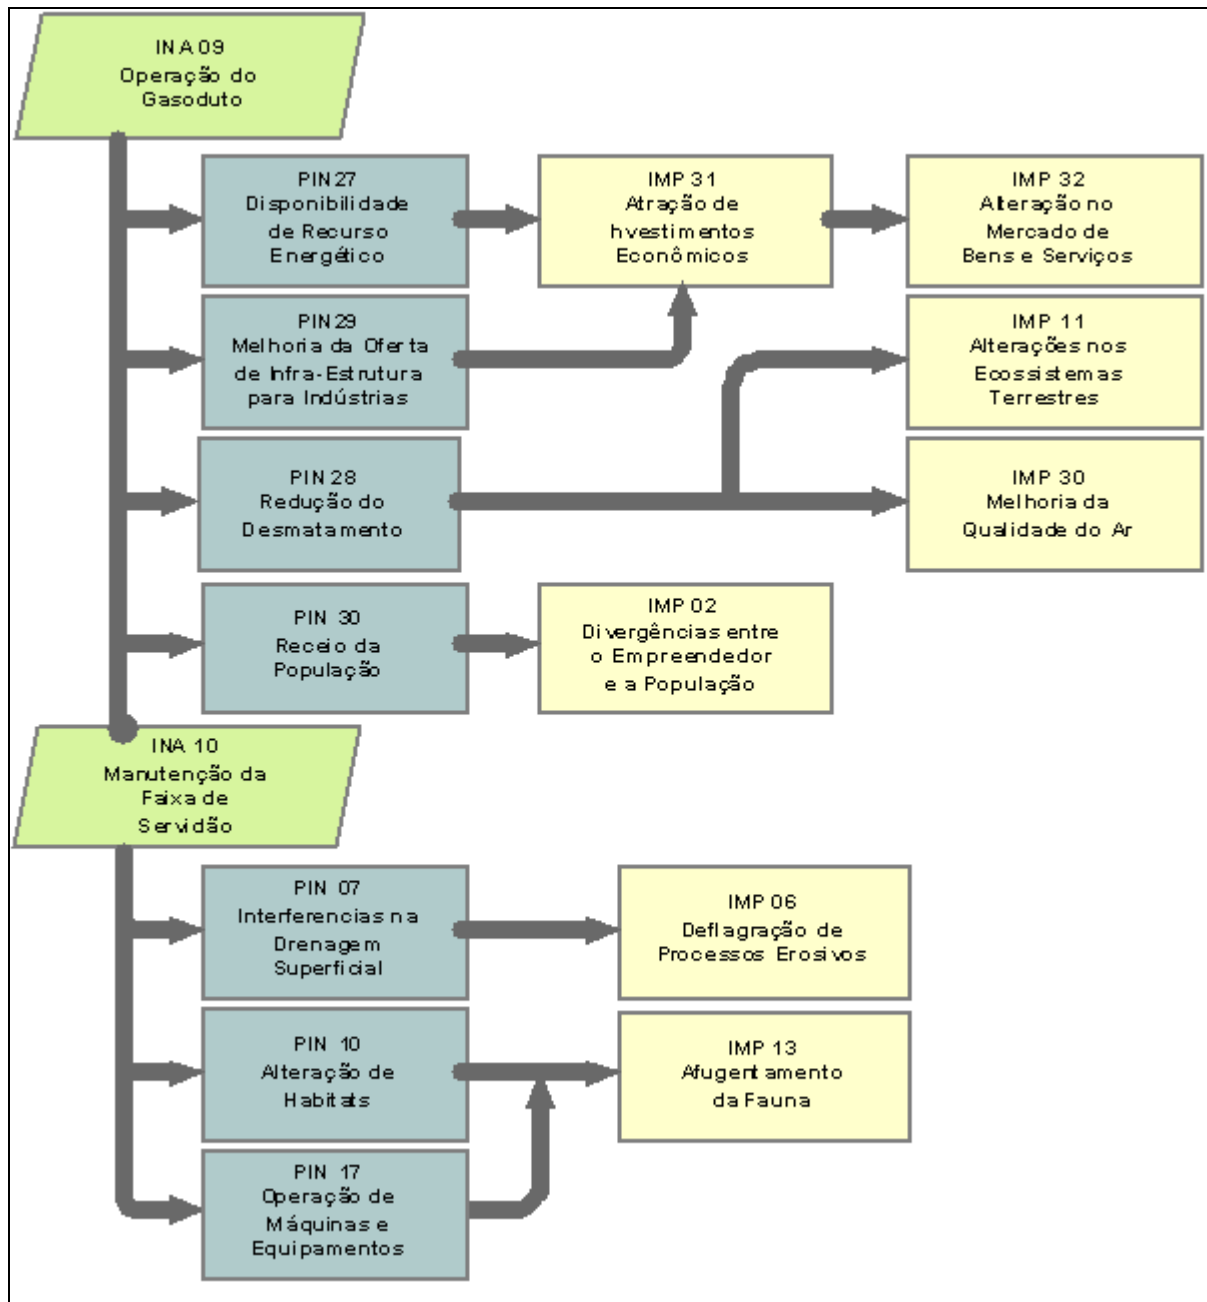 INA 09
Operação do
Gasoduto
PIN 27
Disponibilidade
de Recurso
Energético
IMP 31
Atração de
Investimentos
Econômicos
IMP 32
Alteração no
Mercado de
Bens e Serviços
PIN 29
Melhoria da Oferta
de Infra-Estrutura
para Indústrias
IMP 11
Alterações nos
Ecossistemas
Terrestres
PIN 28
Redução do
Desmatamento
IMP 30
Melhoria da
Qualidade do Ar
PIN 30
Receio da
População
IMP 02
Divergências entre
o Empreendedor
e a População
INA 10
Manutenção da
Faixa de
Servidão
PIN 07
Interferencias na
Drenagem
Superficial
IMP 06
Deflagração de
Processos Erosivos
PIN 10
Alteração de
Habitats
IMP 13
Afugentamento
da Fauna
PIN 17
Operação de
Máquinas e
Equipamentos